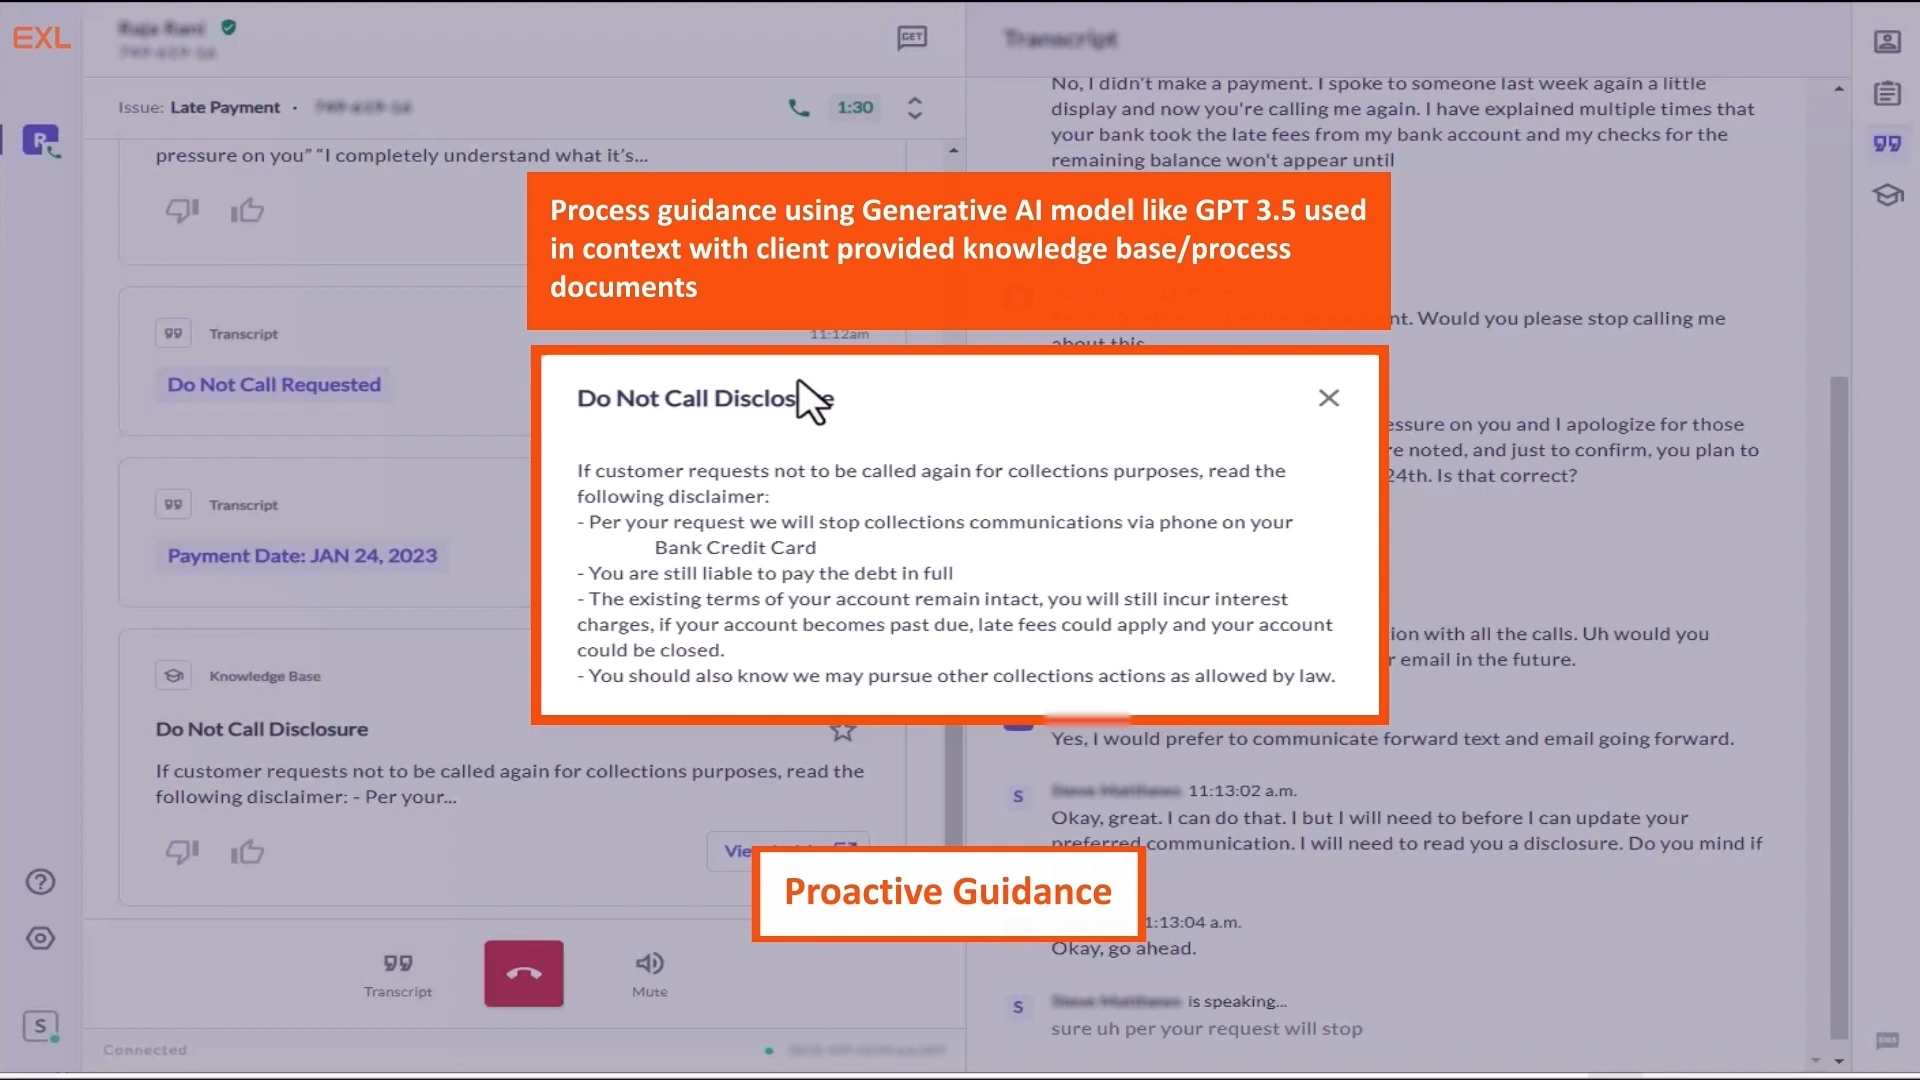 EXL
GET
Transcript
Issue: Late Payment ·
1:30
R
pressure on you” “I completely understand what it’s...
Transcript
11:12am
Do Not Call Requested
Transcript
Payment Date: JAN 24, 2023
Knowledge Base
Do Not Call Disclosure
If customer requests not to be called again for collections purposes, read the
following disclaimer: - Per your...
Transcript
Mute
S
Connected
Process guidance using Generative AI model like GPT 3.5 used
in context with client provided knowledge base/process
documents
Do Not Call Disclos e
If customer requests not to be called again for collections purposes, read the
following disclaimer:
- Per your request we will stop collections communications via phone on your
Bank Credit Card
- You are still liable to pay the debt in full
- The existing terms of your account remain intact, you will still incur interest
charges, if your account becomes past due, late fees could apply and your account
could be closed.
- You should also know we may pursue other collections actions as allowed by law.
Proactive Guidance
No, I didn't make a payment. I spoke to someone last week again a little
display and now you're calling me again. I have explained multiple times that
your bank took the late fees from my bank account and my checks for the
remaining balance won't appear until
nt. Would you please stop calling me
about this
essure on you and I apologize for those
re noted, and just to confirm, you plan to
24th. Is that correct?
ion with all the calls. Uh would you
r email in the future.
Yes, I would prefer to communicate forward text and email going forward.
S
11:13:02 a.m.
Okay, great. I can do that. I but I will need to before I can update your
preferred communication. I will need to read you a disclosure. Do you mind if
1:13:04 a.m.
Okay, go ahead.
S
is speaking...
sure uh per your request will stop